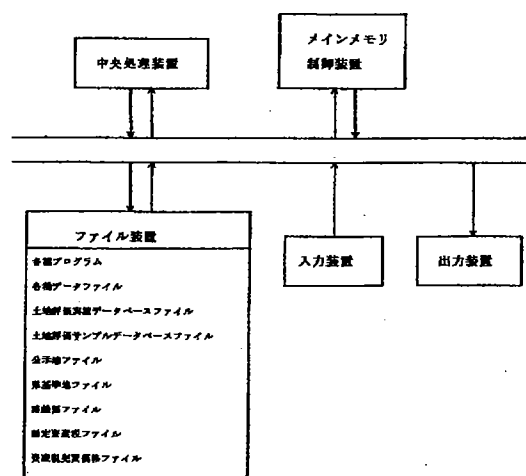 中央処理装置
メインメモリ
制御装置
ファイル装置
各種プログラム
各種データファイル
土地評価実績データベースファイル
土地評価サンプルデータベースファイル
公示地ファイル
県基準地ファイル
路線価ファイル
固定資産税ファイル
入力装置
出力装置